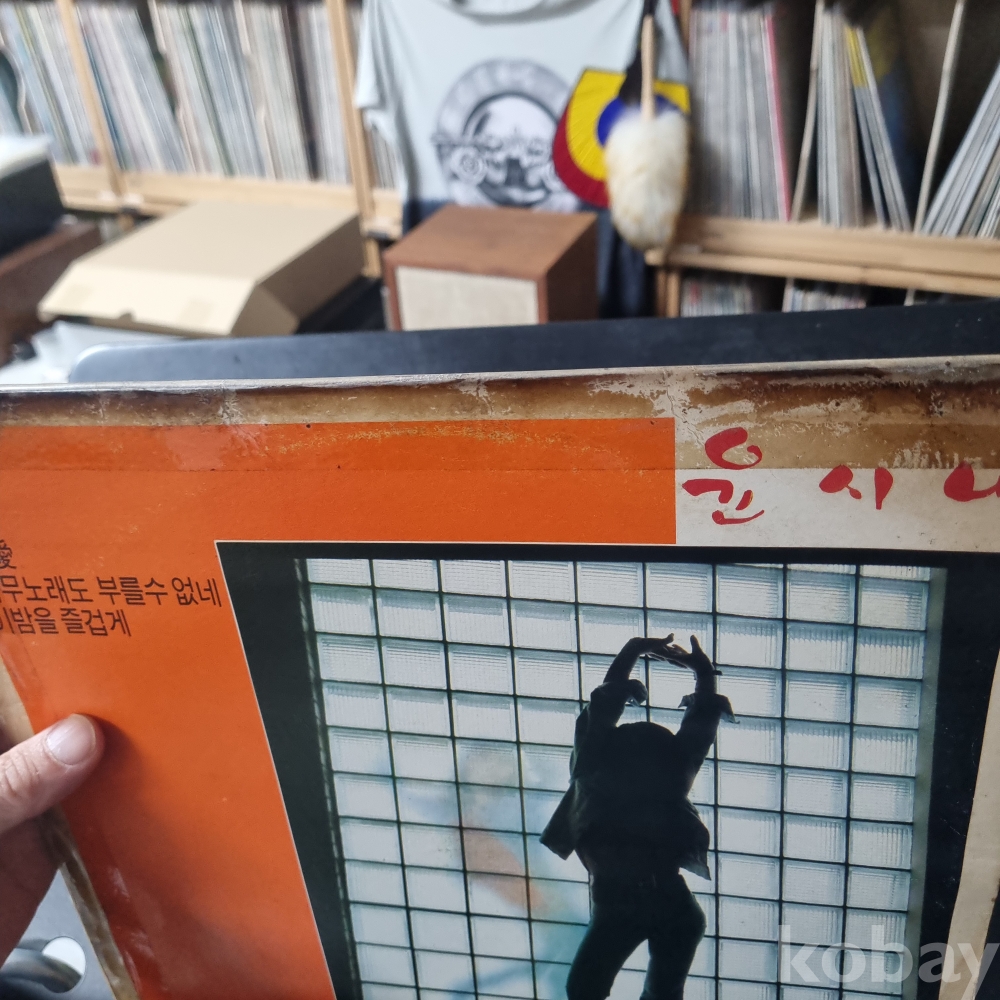 윤시내
愛
무노래도 부를수 없네
이밤을 즐겁게
kobay